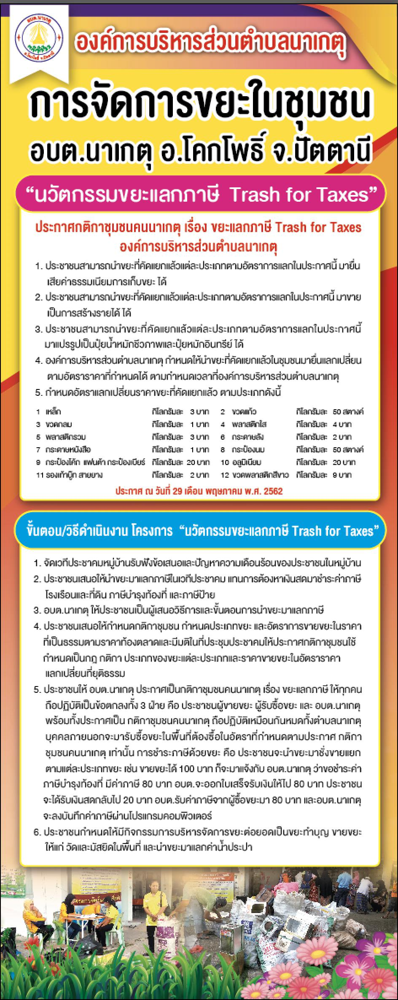 อบต.นาเกตุ
อ.โคกโพธิ์ จ.ปัตตานี
องค์การบริหารส่วนตำบลนาเกตุ
การจัดการขยะในชุมชน
อบต.นาเกตุ อ.โคกโพธิ์ จ.ปัตตานี
“นวัตกรรมขยะแลกภาษี Trash for Taxes”
ประกาศกติกาชุมชนคนนาเกตุ เรื่อง ขยะแลกภาษี Trash for Taxes
องค์การบริหารส่วนตำบลนาเกตุ
1. ประชาชนสามารถนำขยะที่คัดแยกแล้วแต่ละประเภทตามอัตราการแลกในประกาศนี้ มายื่น
เสียค่าธรรมเนียมการเก็บขยะ ได้
2. ประชาชนสามารถนำขยะที่คัดแยกแล้วแต่ละประเภทตามอัตราการแลกในประกาศนี้ มาขาย
เป็นการสร้างรายได้ ได้
3. ประชาชนสามารถนำขยะที่คัดแยกแล้วแต่ละประเภทตามอัตราการแลกในประกาศนี้
มาแปรรูปเป็นปุ๋ยน้ำหมักชีวภาพและปุ๋ยหมักอินทรีย์ ได้
4. องค์การบริหารส่วนตำบลนาเกตุ กำหนดให้นำขยะที่คัดแยกแล้วในชุมชนมายื่นแลกเปลี่ยน
ตามอัตราราคาที่กำหนดได้ ตามกำหนดเวลาที่องค์การบริหารส่วนตำบลนาเกตุ
5. กำหนดอัตราแลกเปลี่ยนราคาขยะที่คัดแยกแล้ว ตามประเภทดังนี้
1 เหล็ก กิโลกรัมละ 3 บาท 2 ขวดแก้ว กิโลกรัมละ 50 สตางค์
3 ขวดกลม กิโลกรัมละ 1 บาท 4 พลาสติกใส กิโลกรัมละ 4 บาท
5 พลาสติกรวม กิโลกรัมละ 3 บาท 6 กระดาษลัง กิโลกรัมละ 2 บาท
7 กระดาษหนังสือ กิโลกรัมละ 1 บาท 8 กระป๋องนม กิโลกรัมละ 50 สตางค์
9 กระป๋องโค้ก แฟนต้า กระป๋องเบียร์ กิโลกรัมละ 20 บาท 10 อลูมิเนียม กิโลกรัมละ 20 บาท
11 รองเท้าบู๊ท สายยาง กิโลกรัมละ 2 บาท 12 ขวดพลาสติกสีขาว กิโลกรัมละ 9 บาท
ประกาศ ณ วันที่ 29 เดือน พฤษภาคม พ.ศ. 2562
ขั้นตอน/วิธีดำเนินงาน โครงการ “นวัตกรรมขยะแลกภาษี Trash for Taxes”
1. จัดเวทีประชาคมหมู่บ้านรับฟังข้อเสนอและปัญหาความเดือนร้อนของประชาชนในหมู่บ้าน
2. ประชาชนเสนอให้นำขยะมาแลกภาษีในเวทีประชาคม แทนการต้องหาเงินสดมาชำระค่าภาษี
โรงเรือนและที่ดิน ภาษีบำรุงท้องที่ และภาษีป้าย
3. อบต.นาเกตุ ให้ประชาชนเป็นผู้เสนอวิธีการและขั้นตอนการนำขยะมาแลกภาษี
4. ประชาชนเสนอให้กำหนดกติกาชุมชน กำหนดประเภทขยะ และอัตราการขายขยะในราคา
ที่เป็นธรรมตามราคาท้องตลาดและมีมติในที่ประชุมประชาคมให้ประกาศกติกาชุมชนใช้
กำหนดเป็นกฎ กติกา ประเภทของขยะแต่ละประเภทและราคาขายขยะในอัตราราคา
แลกเปลี่ยนที่ยุติธรรม
5. ประชาชนให้ อบต.นาเกตุ ประกาศเป็นกติกาชุมชนคนนาเกตุ เรื่อง ขยะแลกภาษี ให้ทุกคน
ถือปฏิบัติเป็นข้อตกลงทั้ง 3 ฝ่าย คือ ประชาชนผู้ขายขยะ ผู้รับซื้อขยะ และ อบต.นาเกตุ
พร้อมทั้งประกาศเป็น กติกาชุมชนคนนาเกตุ ถือปฏิบัติเหมือนกันหมดทั้งตำบลนาเกตุ
บุคคลภายนอกจะมารับซื้อขยะในพื้นที่ต้องซื้อในอัตราที่กำหนดตามประกาศ กติกา
ชุมชนคนนาเกตุ เท่านั้น การชำระภาษีด้วยขยะ คือ ประชาชนจะนำขยะมาชั่งขายแยก
ตามแต่ละประเภทขยะ เช่น ขายขยะได้ 100 บาท ก็จะมาแจ้งกับ อบต.นาเกตุ ว่าขอชำระค่า
ภาษีบำรุงท้องที่ มีค่าภาษี 80 บาท อบต.จะออกใบเสร็จรับเงินให้ไป 80 บาท ประชาชน
จะได้รับเงินสดกลับไป 20 บาท อบต.รับค่าภาษีจากผู้ซื้อขยะมา 80 บาท และอบต.นาเกตุ
จะลงบันทึกค่าภาษีผ่านโปรแกรมคอมพิวเตอร์
6. ประชาชนกำหนดให้มีกิจกรรมการบริหารจัดการขยะต่อยอดเป็นขยะทำบุญ ขายขยะ
ให้แก่ วัดและมัสยิดในพื้นที่ และนำขยะมาแลกค่าน้ำประปา